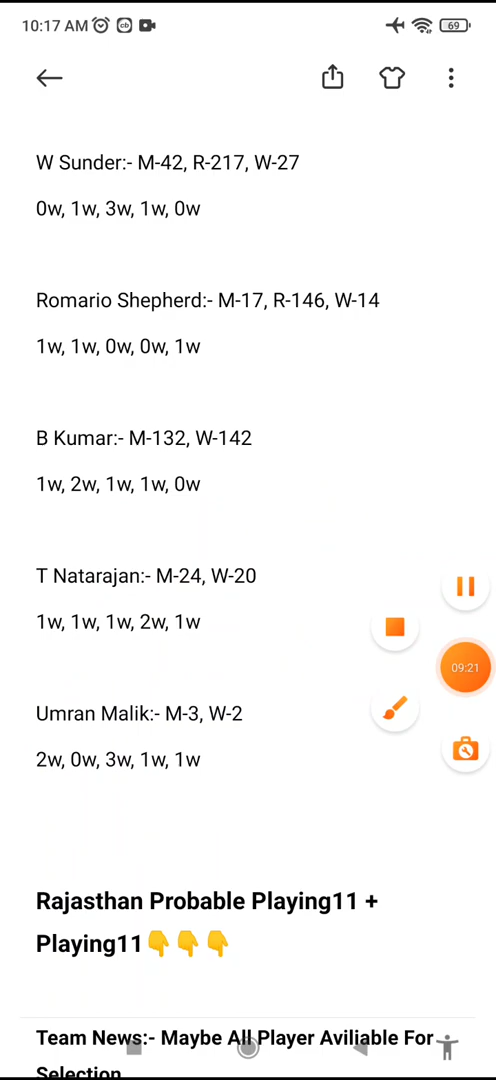 10:17 AM
69
W Sunder:- M-42, R-217, W-27
0w, 1w, 3w, 1w, 0w
Romario Shepherd:- M-17, R-146, W-14
1w, 1w, 0w, 0w, 1w
B Kumar:- M-132, W-142
1w, 2w, 1w, 1w, 0w
T Natarajan:- M-24, W-20
1w, 1w, 1w, 2w, 1w
09:21
Umran Malik:- M-3, W-2
2w, 0w, 3w, 1w, 1w
Rajasthan Probable Playing11 +
Playing11👇👇👇
Team News:- Maybe All Player Aviliable For
Selection